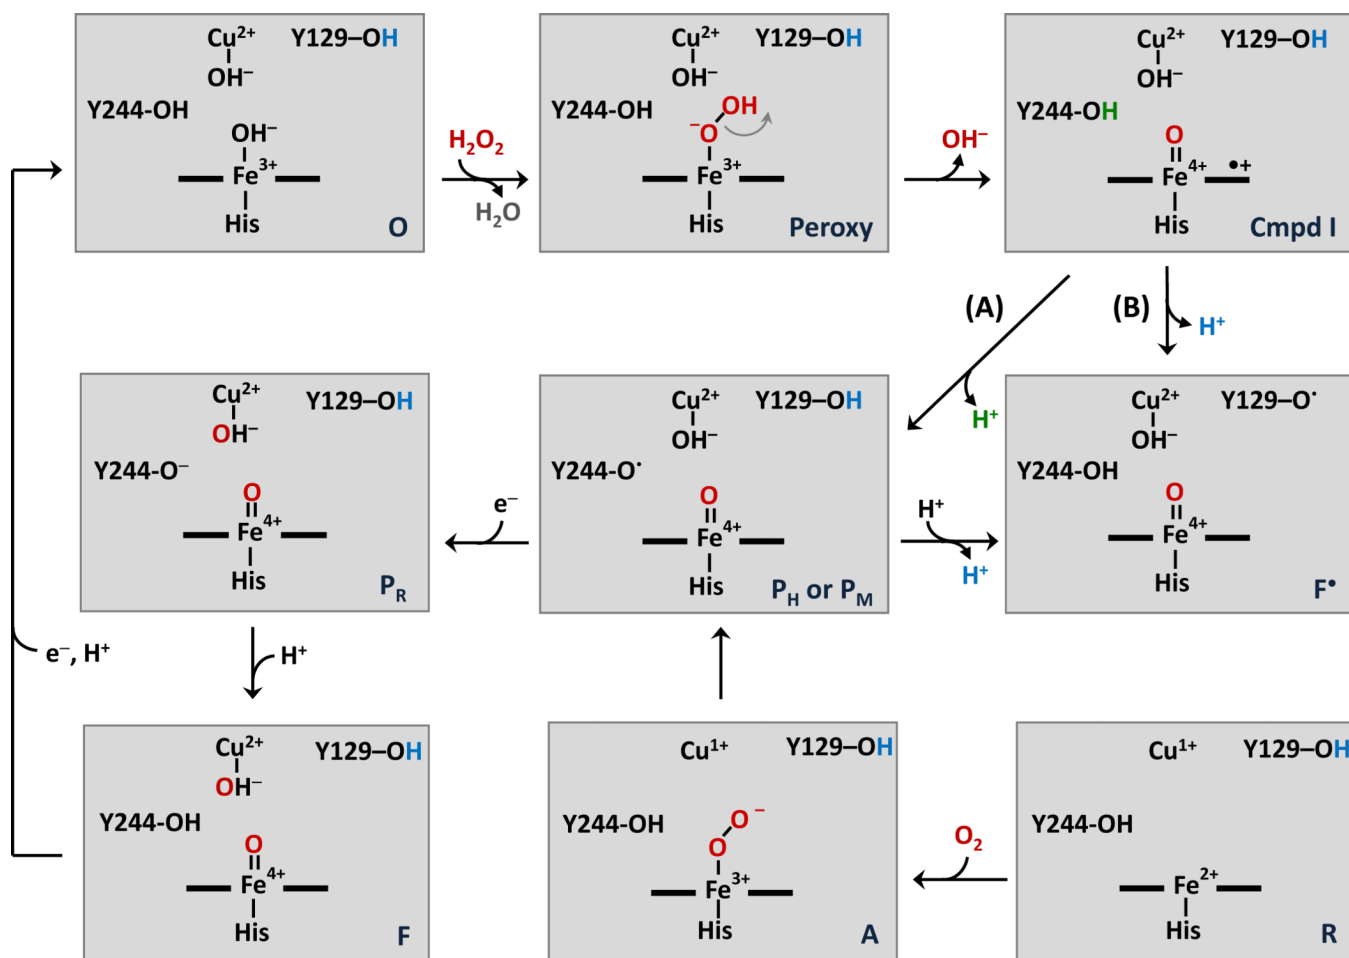 Cu²⁺ Y129–OH
OH⁻
Y244-OH
OH⁻
Fe³⁺
His
O
H₂O₂
H₂O
Cu²⁺ Y129–OH
OH⁻
Y244-OH
OH
⁻O
Fe³⁺
His
Peroxy
OH⁻
Cu²⁺ Y129–OH
OH⁻
Y244-OH
O
Fe⁴⁺ •+
His
Cmpd I
(A)
H⁺
(B)
H⁺
Cu²⁺ Y129–OH
OH⁻
Y244-O⁻
O
Fe⁴⁺
His
P_R
e⁻
Cu²⁺ Y129–OH
OH⁻
Y244-O•
O
Fe⁴⁺
His
P_H or P_M
H⁺
H⁺
Cu²⁺ Y129–O•
OH⁻
Y244-OH
O
Fe⁴⁺
His
F•
e⁻, H⁺
H⁺
Cu²⁺ Y129–OH
OH⁻
Y244-OH
O
Fe⁴⁺
His
F
Cu¹⁺ Y129–OH
Y244-OH
O⁻
O
Fe³⁺
His
A
O₂
Cu¹⁺ Y129–OH
Y244-OH
Fe²⁺
His
R